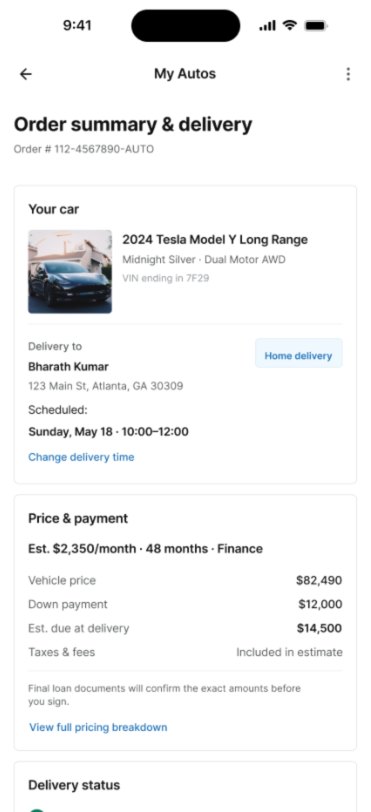 9:41
My Autos
Order summary & delivery
Order # 112-4567890-AUTO
Your car
2024 Tesla Model Y Long Range
Midnight Silver · Dual Motor AWD
VIN ending in 7F29
Delivery to
Home delivery
Bharath Kumar
123 Main St, Atlanta, GA 30309
Scheduled:
Sunday, May 18 · 10:00–12:00
Change delivery time
Price & payment
Est. $2,350/month · 48 months · Finance
Vehicle price $82,490
Down payment $12,000
Est. due at delivery $14,500
Taxes & fees Included in estimate
Final loan documents will confirm the exact amounts before
you sign.
View full pricing breakdown
Delivery status